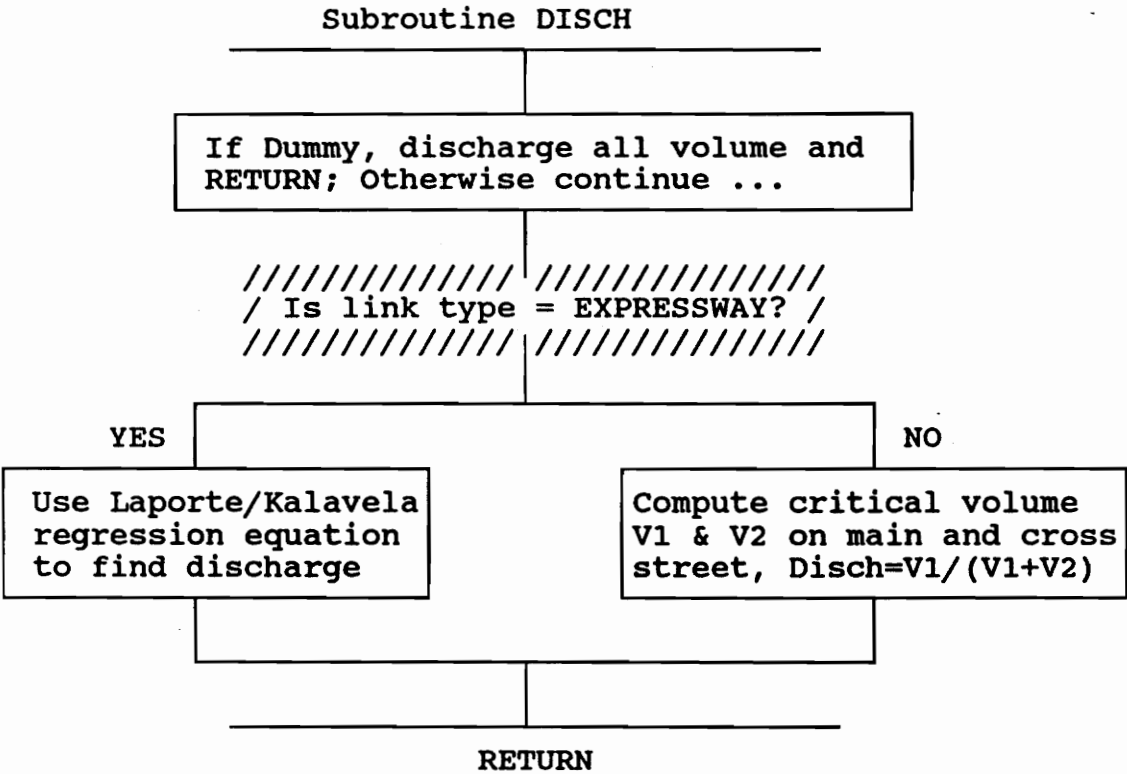 Subroutine DISCH
If Dummy, discharge all volume and
RETURN; Otherwise continue ...
////////////// ///////////////
/ Is link type = EXPRESSWAY? /
////////////// ///////////////
YES
NO
Use Laporte/Kalavela
regression equation
to find discharge
Compute critical volume
V1 & V2 on main and cross
street, Disch=V1/(V1+V2)
RETURN